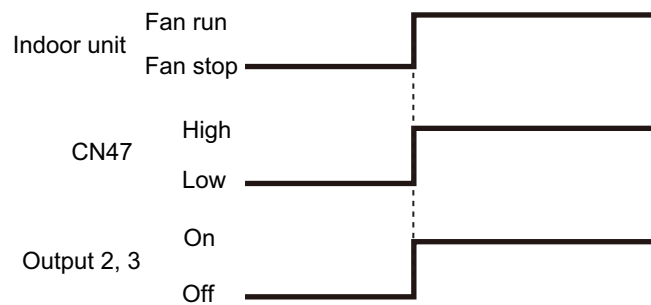 Fan run
Indoor unit
Fan stop
High
CN47
Low
On
Output 2, 3
Off